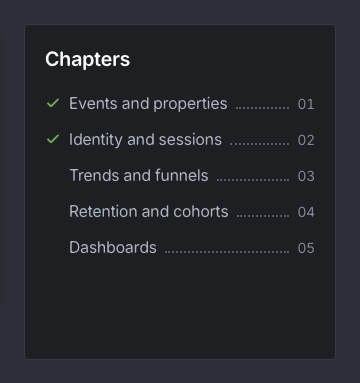 Chapters
Events and properties 01
Identity and sessions 02
Trends and funnels 03
Retention and cohorts 04
Dashboards 05